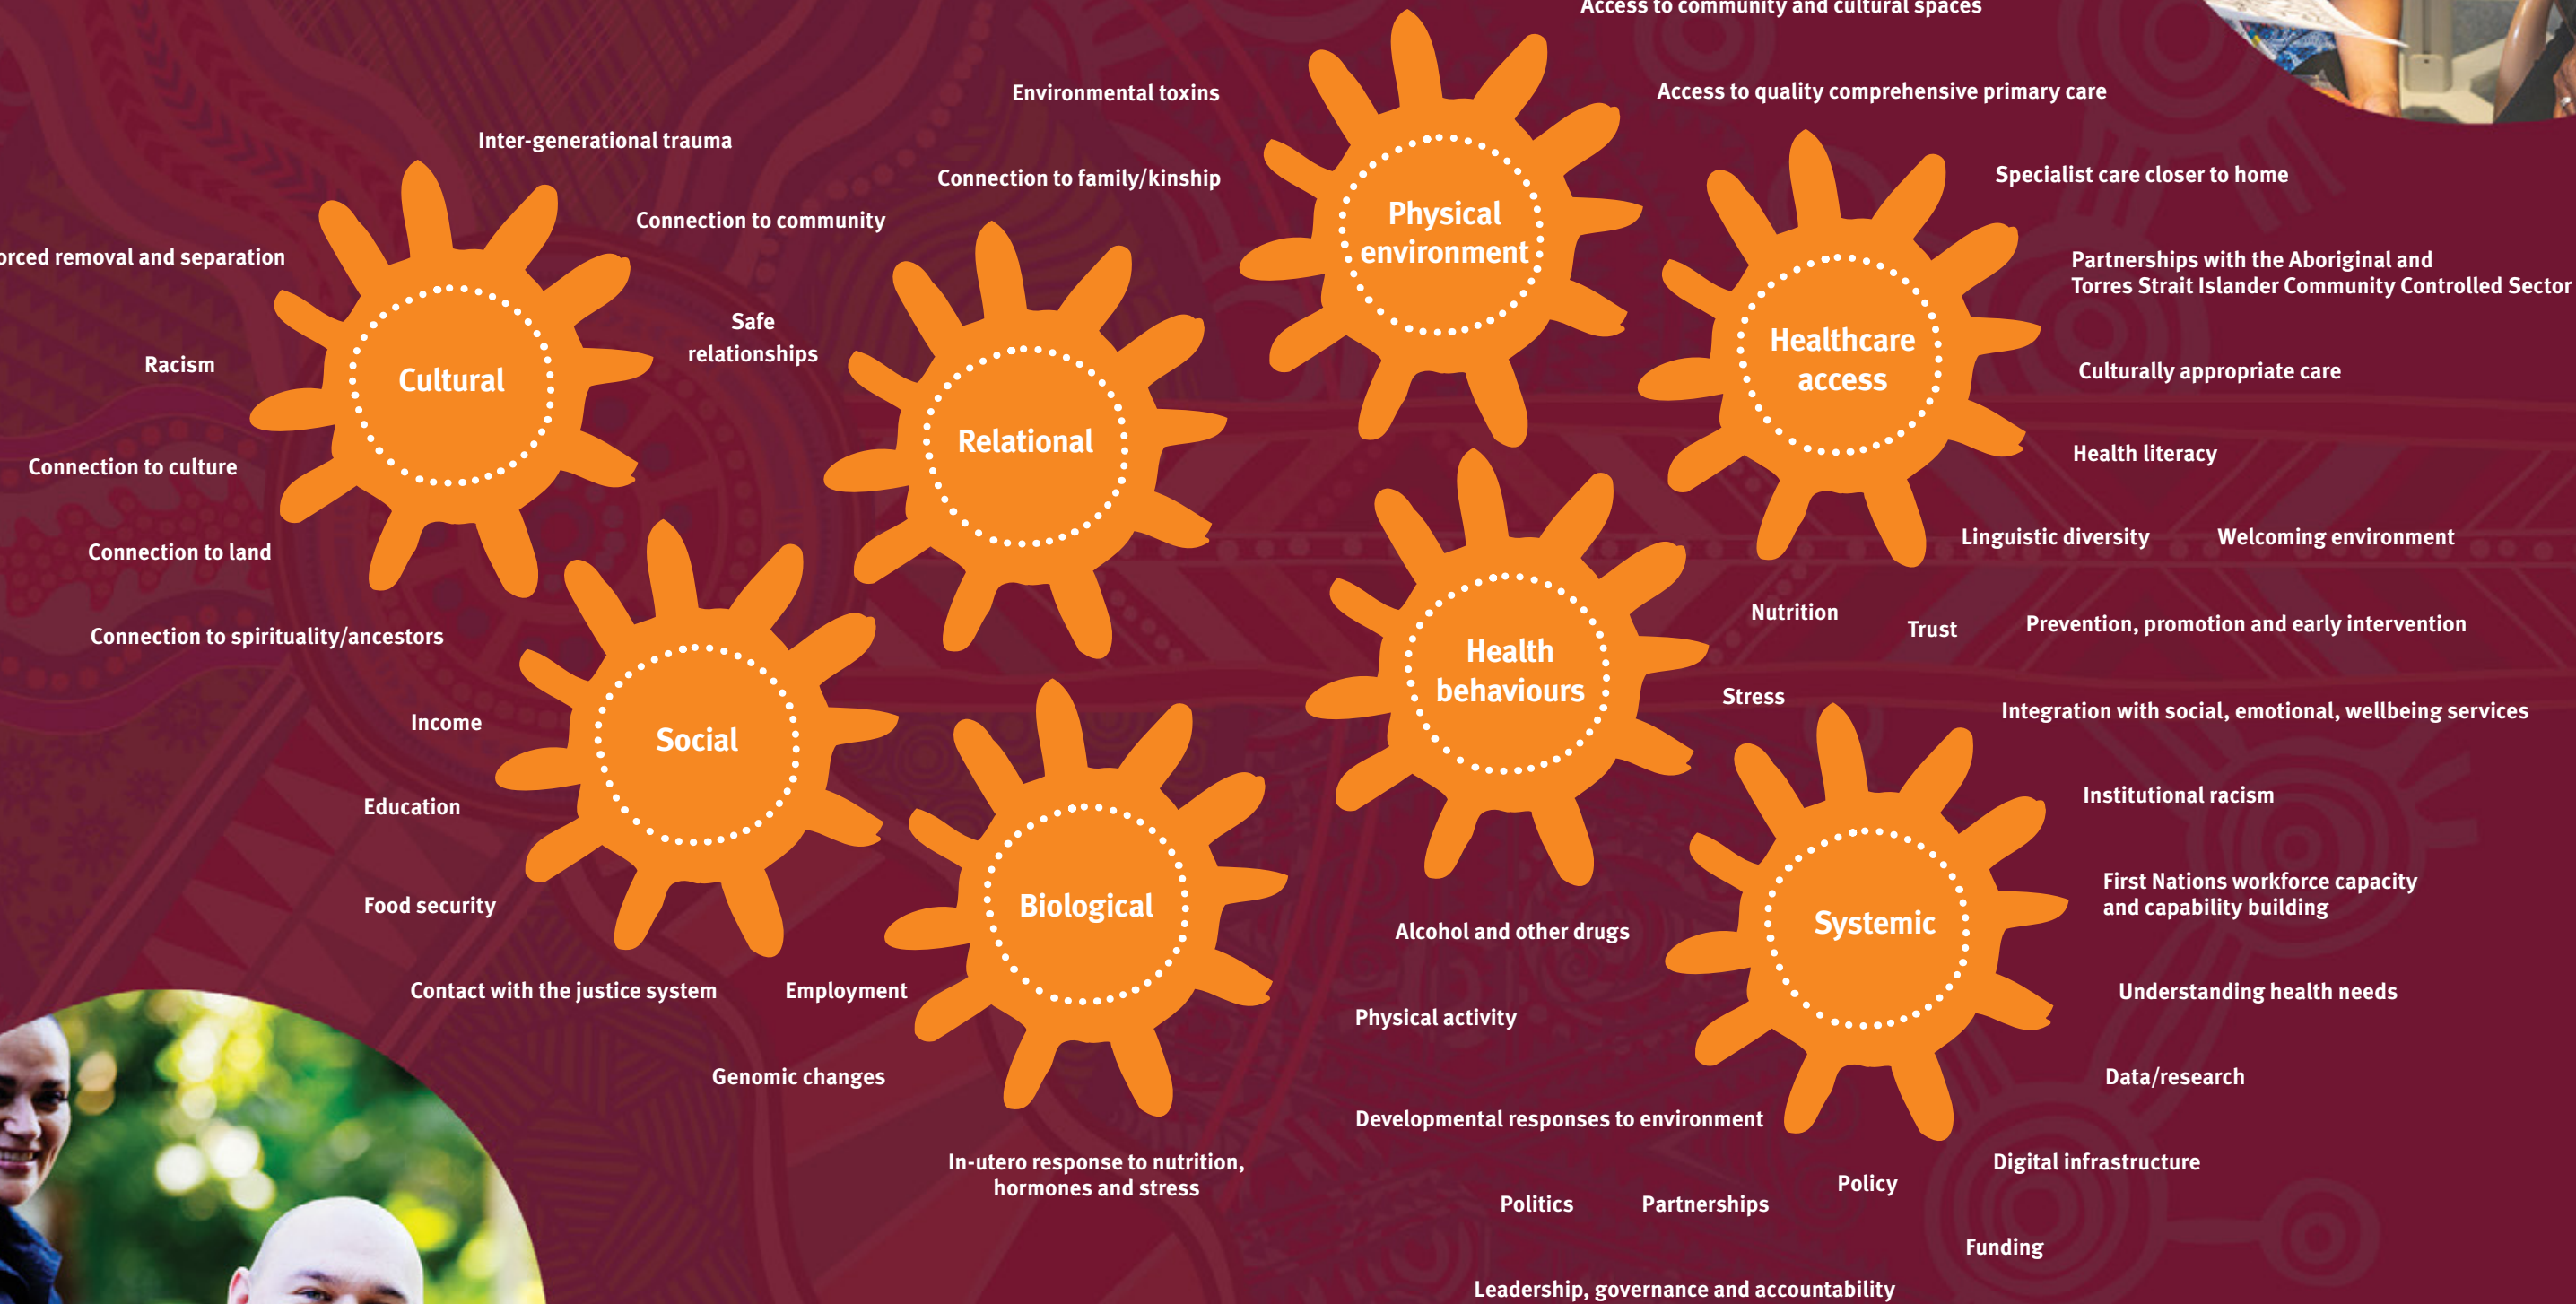 Access to community and cultural spaces
Environmental toxins
Access to quality comprehensive primary care
Inter-generational trauma
Connection to family/kinship
Specialist care closer to home
Connection to community
Physical
environment
removal and separation
Partnerships with the Aboriginal and
Torres Strait Islander Community Controlled Sector
Safe
relationships
Healthcare
access
Racism
Cultural
Culturally appropriate care
Relational
Health literacy
Connection to culture
Linguistic diversity
Welcoming environment
Connection to land
Nutrition
Trust
Prevention, promotion and early intervention
Connection to spirituality/ancestors
Health
behaviours
Stress
Integration with social, emotional, wellbeing services
Income
Social
Institutional racism
Education
First Nations workforce capacity
and capability building
Food security
Biological
Systemic
Alcohol and other drugs
Contact with the justice system
Employment
Understanding health needs
Physical activity
Genomic changes
Data/research
Developmental responses to environment
In-utero response to nutrition,
hormones and stress
Digital infrastructure
Policy
Politics
Partnerships
Funding
Leadership, governance and accountability